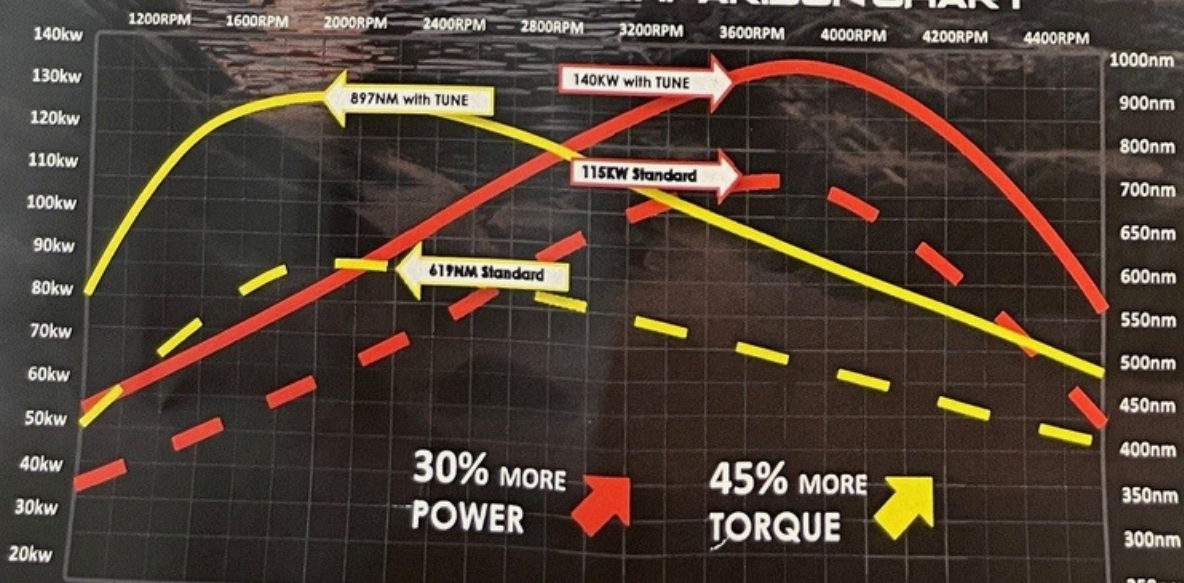 CHART
1200RPM 1600RPM 2000RPM 2400RPM 2800RPM 3200RPM 3600RPM 4000RPM 4200RPM 4400RPM
140kw
1000nm
130kw
140KW with TUNE
897NM with TUNE
900nm
120kw
800nm
110kw
115KW Standard
700nm
100kw
650nm
90kw
619NM Standard
600nm
80kw
550nm
70kw
500nm
60kw
450nm
50kw
400nm
40kw
30% MORE
POWER
45% MORE
TORQUE
350nm
30kw
300nm
20kw